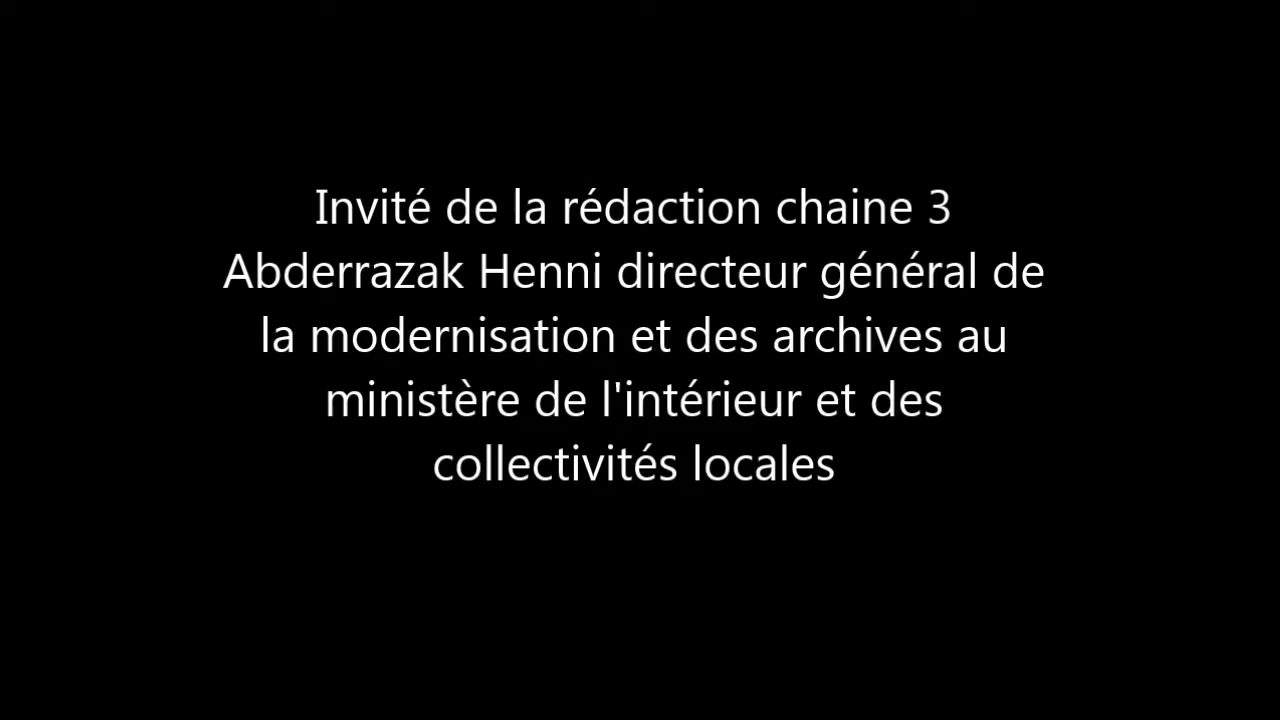 Invité de la rédaction chaine 3
Abderrazak Henni directeur général de
la modernisation et des archives au
ministère de l'intérieur et des
collectivités locales